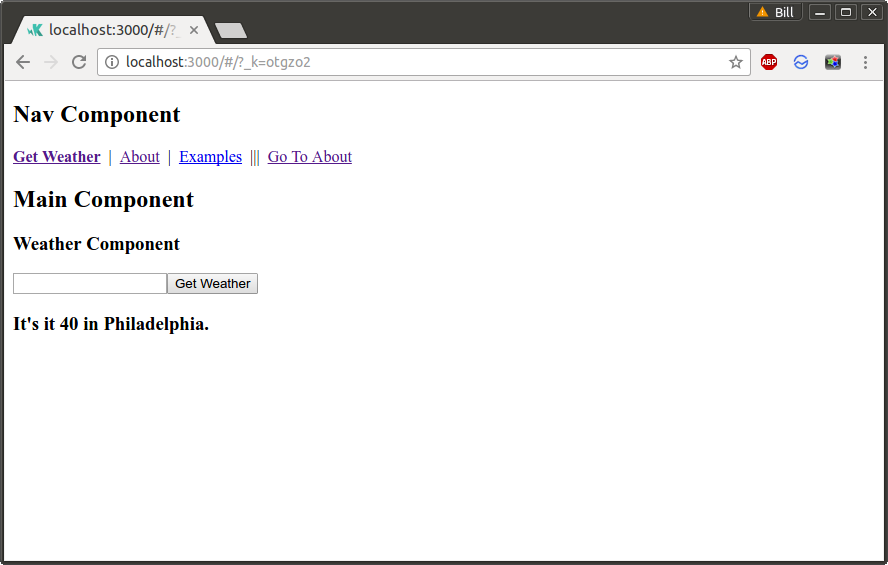 Bill
localhost:3000/#/?_
localhost:3000/#/?_k=otgzo2
ABP
Nav Component
Get Weather | About | Examples ||| Go To About
Main Component
Weather Component
Get Weather
It's it 40 in Philadelphia.